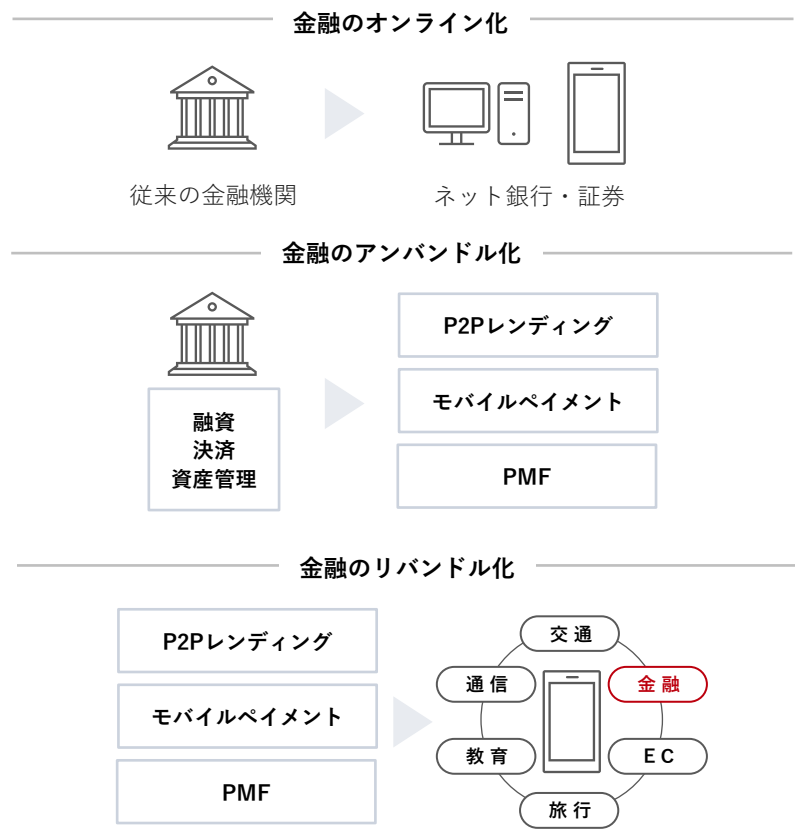 金融のオンライン化
従来の金融機関
ネット銀行・証券
金融のアンバンドル化
融資
決済
資産管理
P2Pレンディング
モバイルペイメント
PMF
金融のリバンドル化
P2Pレンディング
モバイルペイメント
PMF
交通
通信
金融
教育
EC
旅行